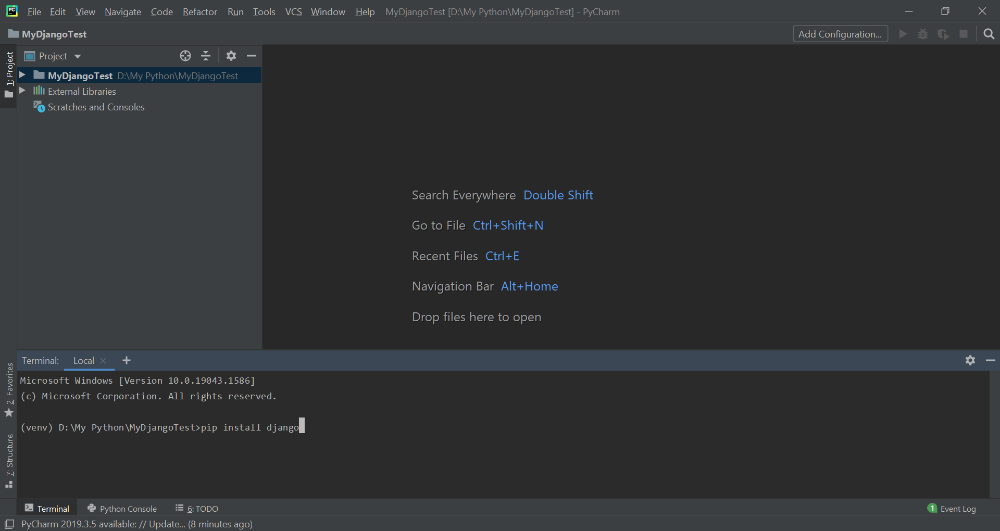 PC File Edit View Navigate Code Refactor Run Tools VCS Window Help MyDjangoTest [D:\My Python\MyDjangoTest] - PyCharm
MyDjangoTest Add Configuration...
1: Project
Project
MyDjangoTest D:\My Python\MyDjangoTest
External Libraries
Scratches and Consoles
Search Everywhere Double Shift
Go to File Ctrl+Shift+N
Recent Files Ctrl+E
Navigation Bar Alt+Home
Drop files here to open
2: Favorites
7: Structure
Terminal: Local
Microsoft Windows [Version 10.0.19043.1586]
(c) Microsoft Corporation. All rights reserved.
(venv) D:\My Python\MyDjangoTest>pip install django
Terminal Python Console 6: TODO 1 Event Log
PyCharm 2019.3.5 available: // Update... (8 minutes ago)